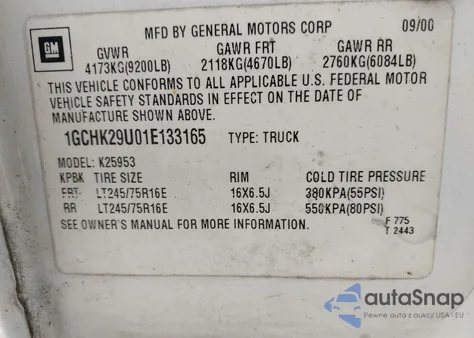 MFD BY GENERAL MOTORS CORP 09/00
GM
GVWR GAWR FRT GAWR RR
4173KG(9200LB) 2118KG(4670LB) 2760KG(6084LB)
THIS VEHICLE CONFORMS TO ALL APPLICABLE U.S. FEDERAL MOTOR
VEHICLE SAFETY STANDARDS IN EFFECT ON THE DATE OF
MANUFACTURE SHOWN ABOVE.
1GCHK29U01E133165 TYPE: TRUCK
MODEL: K25953
KPBK TIRE SIZE RIM COLD TIRE PRESSURE
FRT LT245/75R16E 16X6.5J 380KPA(55PSI)
RR LT245/75R16E 16X6.5J 550KPA(80PSI)
SEE OWNER'S MANUAL FOR MORE INFORMATION.
F 775
T 2443
autoSnap
Pewne auta z aukcji USA i EU